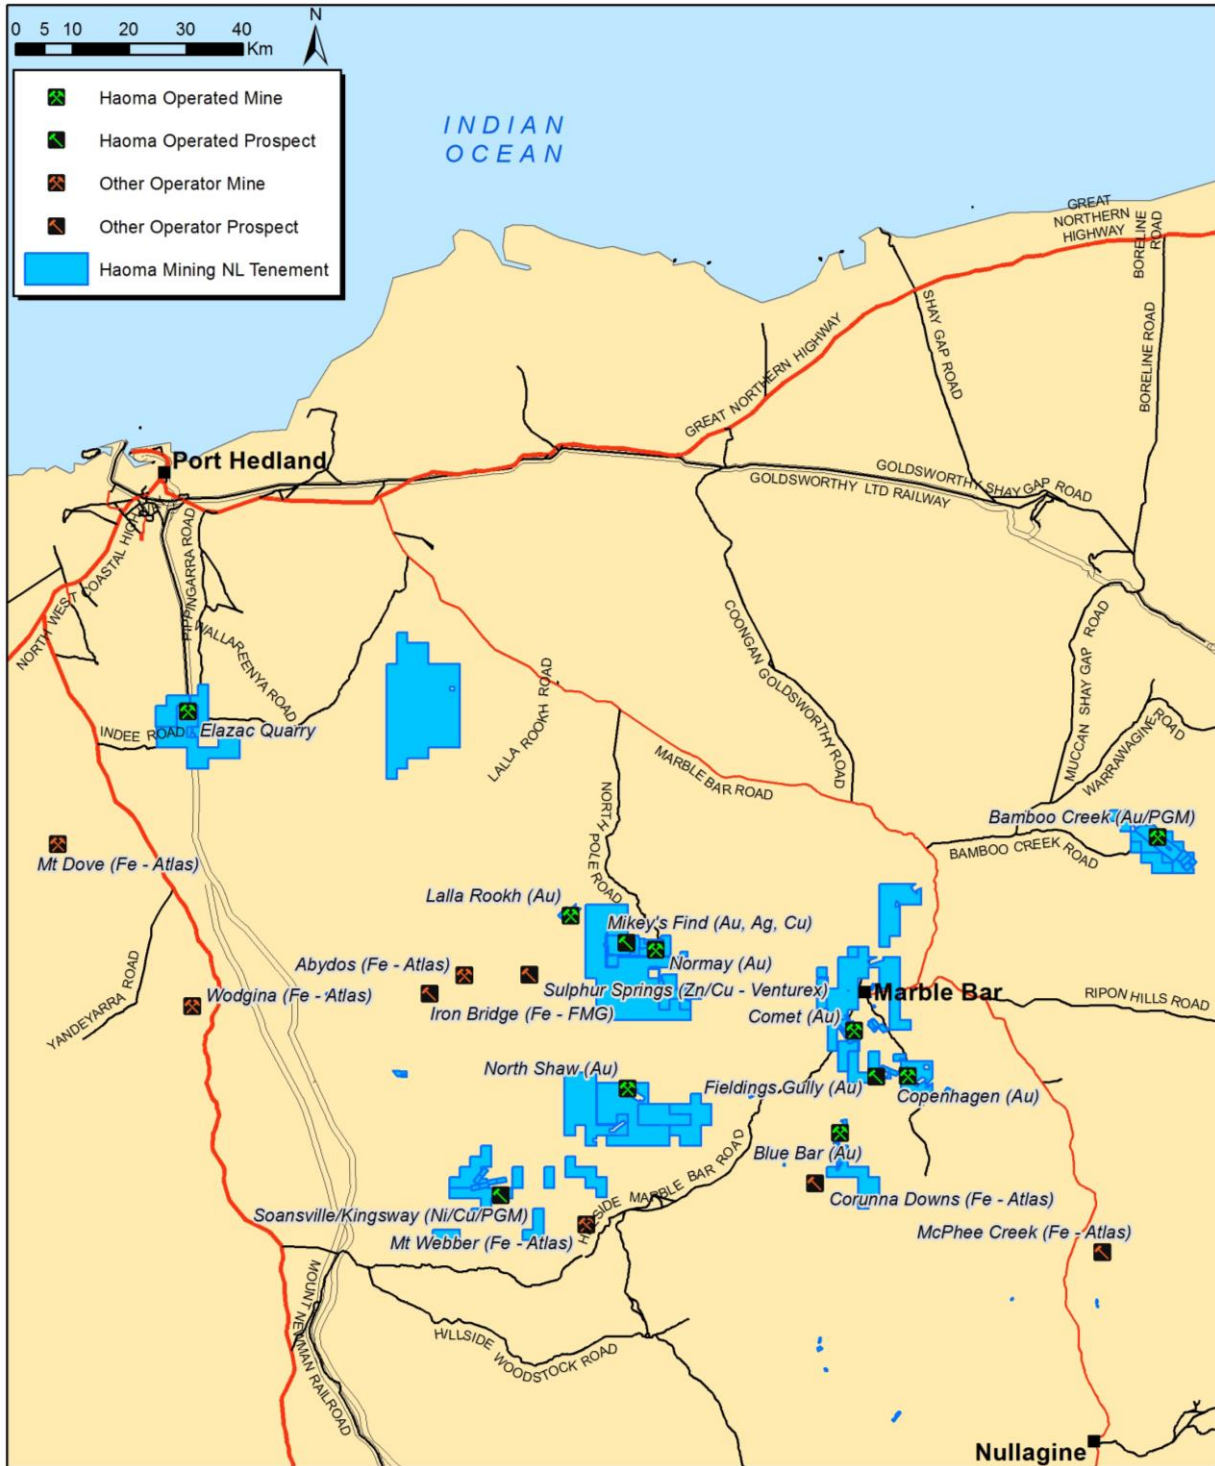 0 5 10 20 30 40
Km
N
Haoma Operated Mine
Haoma Operated Prospect
Other Operator Mine
Other Operator Prospect
Haoma Mining NL Tenement
INDIAN
OCEAN
GREAT
NORTHERN
HIGHWAY
BORELINE
ROAD
SHAY GAP ROAD
BORELINE ROAD
GREAT NORTHERN HIGHWAY
Port Hedland
GOLDSWORTHY SHAY GAP ROAD
GOLDSWORTHY LTD RAILWAY
NORTH WEST COASTAL HIGHWAY
PIPPINGARRA ROAD
WALLAREENYA ROAD
COONGAN GOLDSWORTHY ROAD
MUCCAN SHAY GAP ROAD
WARRAWAGINE ROAD
LALLA ROOKH ROAD
INDEE ROAD
Elazac Quarry
MARBLE BAR ROAD
NORTH POLE ROAD
Bamboo Creek (Au/PGM)
BAMBOO CREEK ROAD
Mt Dove (Fe - Atlas)
Lalla Rookh (Au)
Mikey's Find (Au, Ag, Cu)
Normay (Au)
YANDEYARRA ROAD
Abydos (Fe - Atlas)
Wodgina (Fe - Atlas)
Sulphur Springs (Zn/Cu - Venturex)
Marble Bar
RIPON HILLS ROAD
Iron Bridge (Fe - FMG)
Comet (Au)
North Shaw (Au)
Fieldings Gully (Au)
Copenhagen (Au)
Blue Bar (Au)
HILLSIDE MARBLE BAR ROAD
Corunna Downs (Fe - Atlas)
Soansville/Kingsway (Ni/Cu/PGM)
Mt Webber (Fe - Atlas)
McPhee Creek (Fe - Atlas)
MOUNT NEWMAN RAILROAD
HILLSIDE WOODSTOCK ROAD
Nullagine